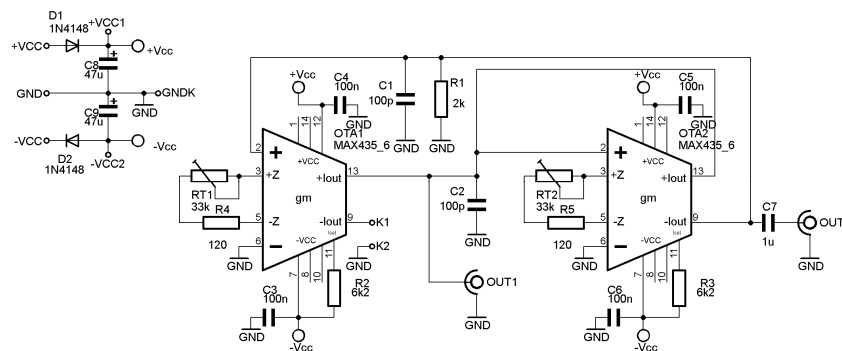 D1
1N4148
+VCC1
+VCC
+Vcc
C8
47u
GND
GNDK
GND
C9
47u
-VCC
-Vcc
D2
1N4148
-VCC2
+Vcc
C4
100n
GND
1
14
12
OTA1
MAX435_6
+VCC
2
+
3
+Z
RT1
33k
R4
120
5
-Z
6
-
GND
gm
+Iout
13
-Iout
9
K1
K2
GND
Iset
-VCC
7
8
10
11
R2
6k2
C3
100n
GND
-Vcc
C1
100p
GND
R1
2k
GND
C2
100p
GND
OUT1
GND
+Vcc
C5
100n
GND
1
14
12
OTA2
MAX435_6
+VCC
2
+
3
+Z
RT2
33k
R5
120
5
-Z
6
-
GND
gm
+Iout
13
-Iout
9
Iset
-VCC
7
8
10
11
R3
6k2
C6
100n
GND
-Vcc
C7
1u
OUT
GND